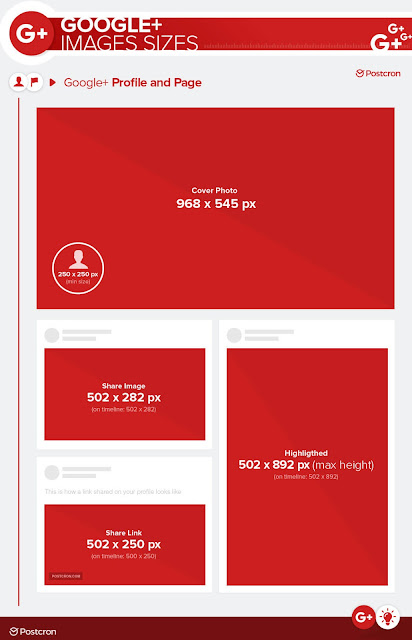 G+
GOOGLE+
IMAGES SIZES
G+
G+
G+
Postcron
Google+ Profile and Page
Cover Photo
968 x 545 px
250 x 250 px
(min size)
Share Image
502 x 282 px
(on timeline: 502 x 282)
Highligthed
502 x 892 px (max height)
(on timeline: 502 x 892)
This is how a link shared on your profile looks like
Share Link
502 x 250 px
(on timeline: 500 x 250)
POSTCRON.COM
G+
Postcron